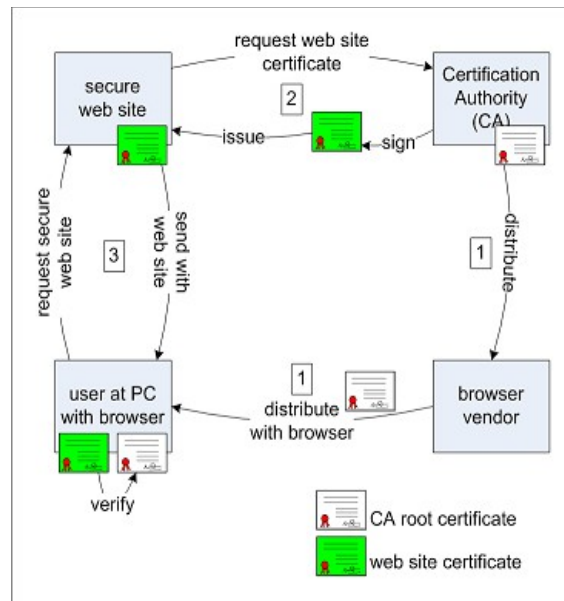 request web site
certificate
secure
web site
Certification
Authority
(CA)
2
issue
sign
request secure
web site
3
send with
web site
1
distribute
user at PC
with browser
1
distribute
with browser
browser
vendor
verify
CA root certificate
web site certificate